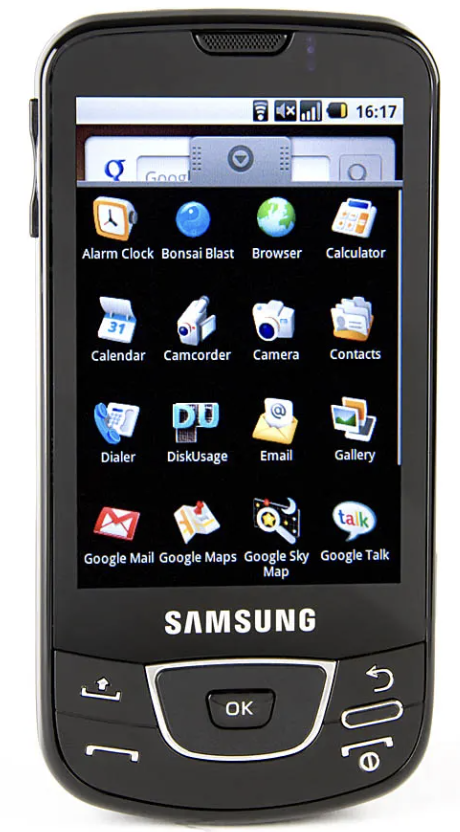 16:17
g Goog
Alarm Clock Bonsai Blast Browser Calculator
31
Calendar Camcorder Camera Contacts
DU @
Dialer DiskUsage Email Gallery
talk
Google Mail Google Maps Google Sky Map Google Talk
SAMSUNG
OK